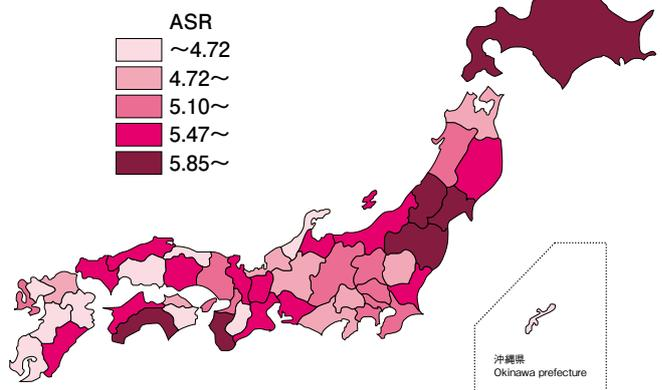 ASR
〜4.72
4.72〜
5.10〜
5.47〜
5.85〜
沖縄県
Okinawa prefecture